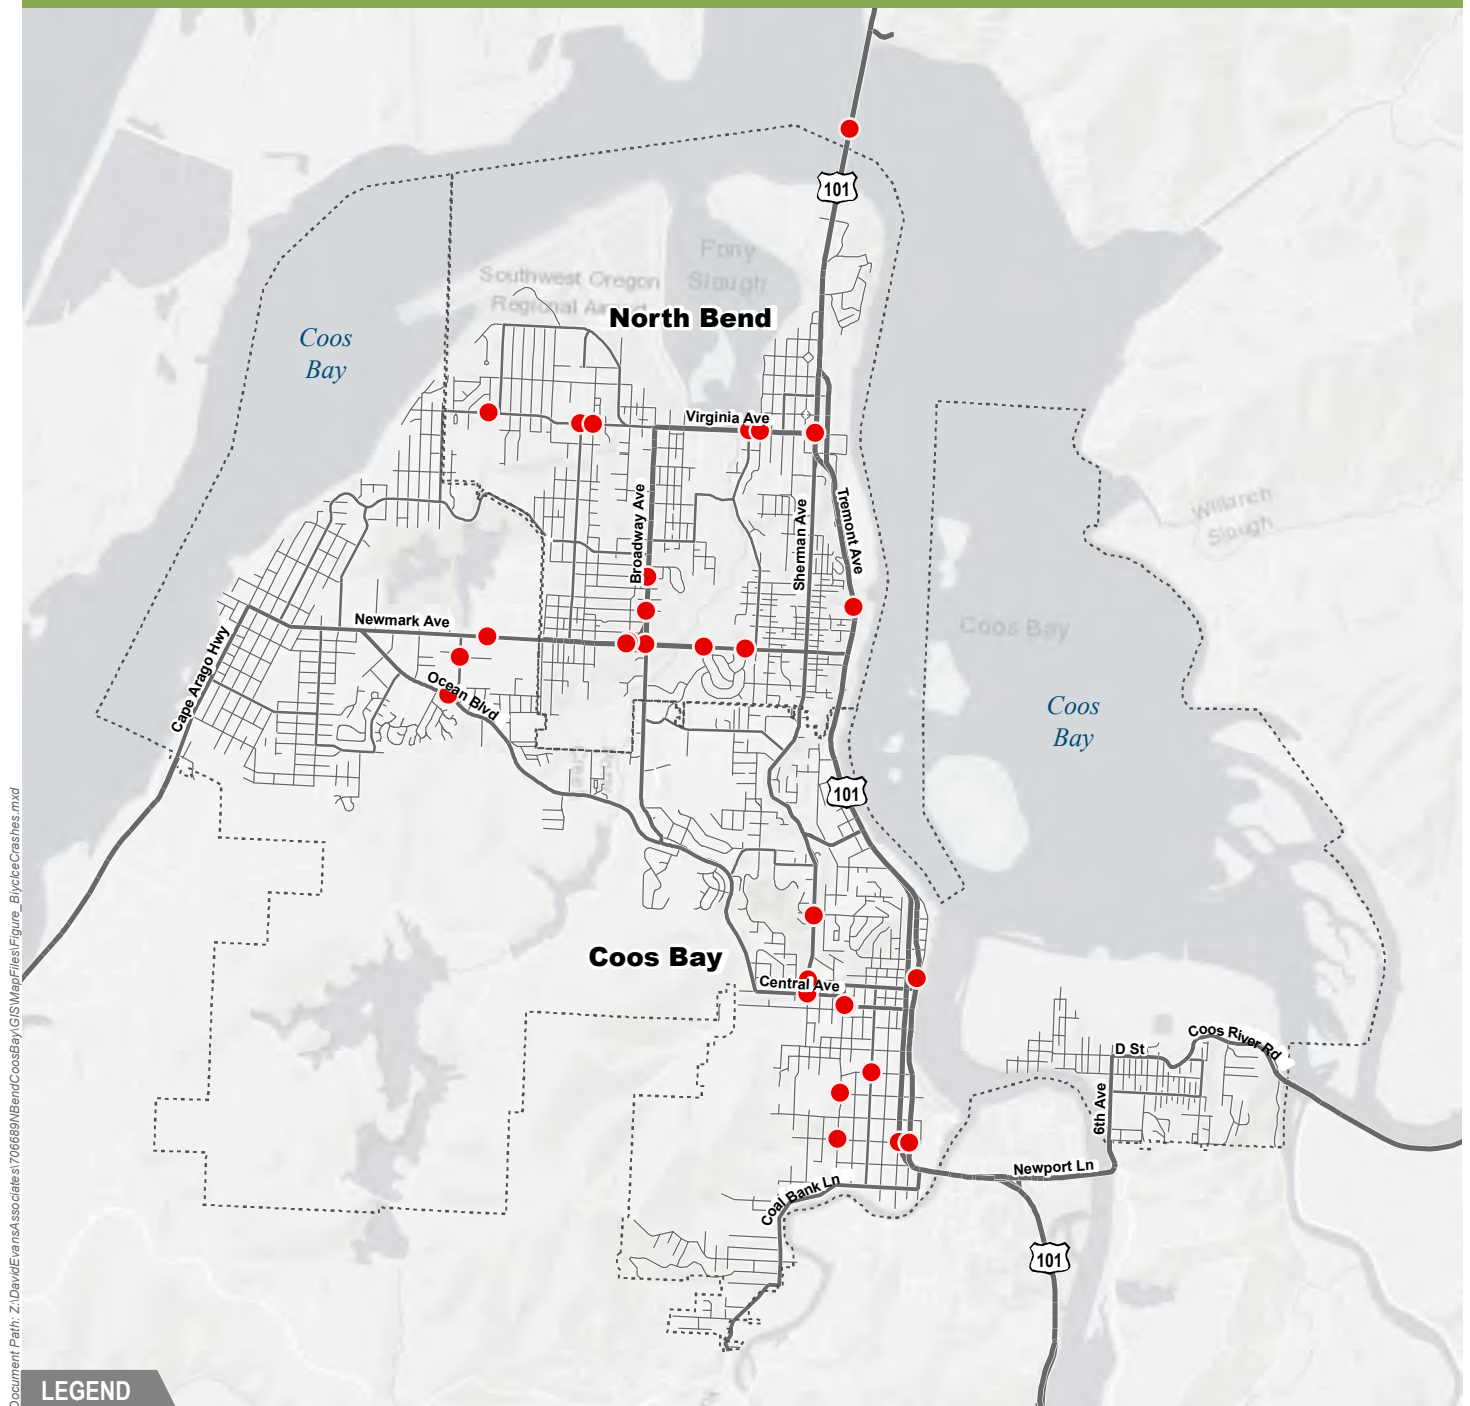 101
Pony
Slough
Southwest Oregon
Regional Airport
North Bend
Coos
Bay
Virginia Ave
Broadway Ave
Sherman Ave
Tremont Ave
Willanch
Slough
Newmark Ave
Coos Bay
Cape Arago Hwy
Ocean Blvd
Coos
Bay
101
Coos Bay
Central Ave
D St
Coos River Rd
6th Ave
Newport Ln
Coal Bank Ln
101
Document Path: Z:\DavidEvansAssociates\706689NBendCoosBay\GIS\MapFiles\Figure_BiyclceCrashes.mxd
LEGEND